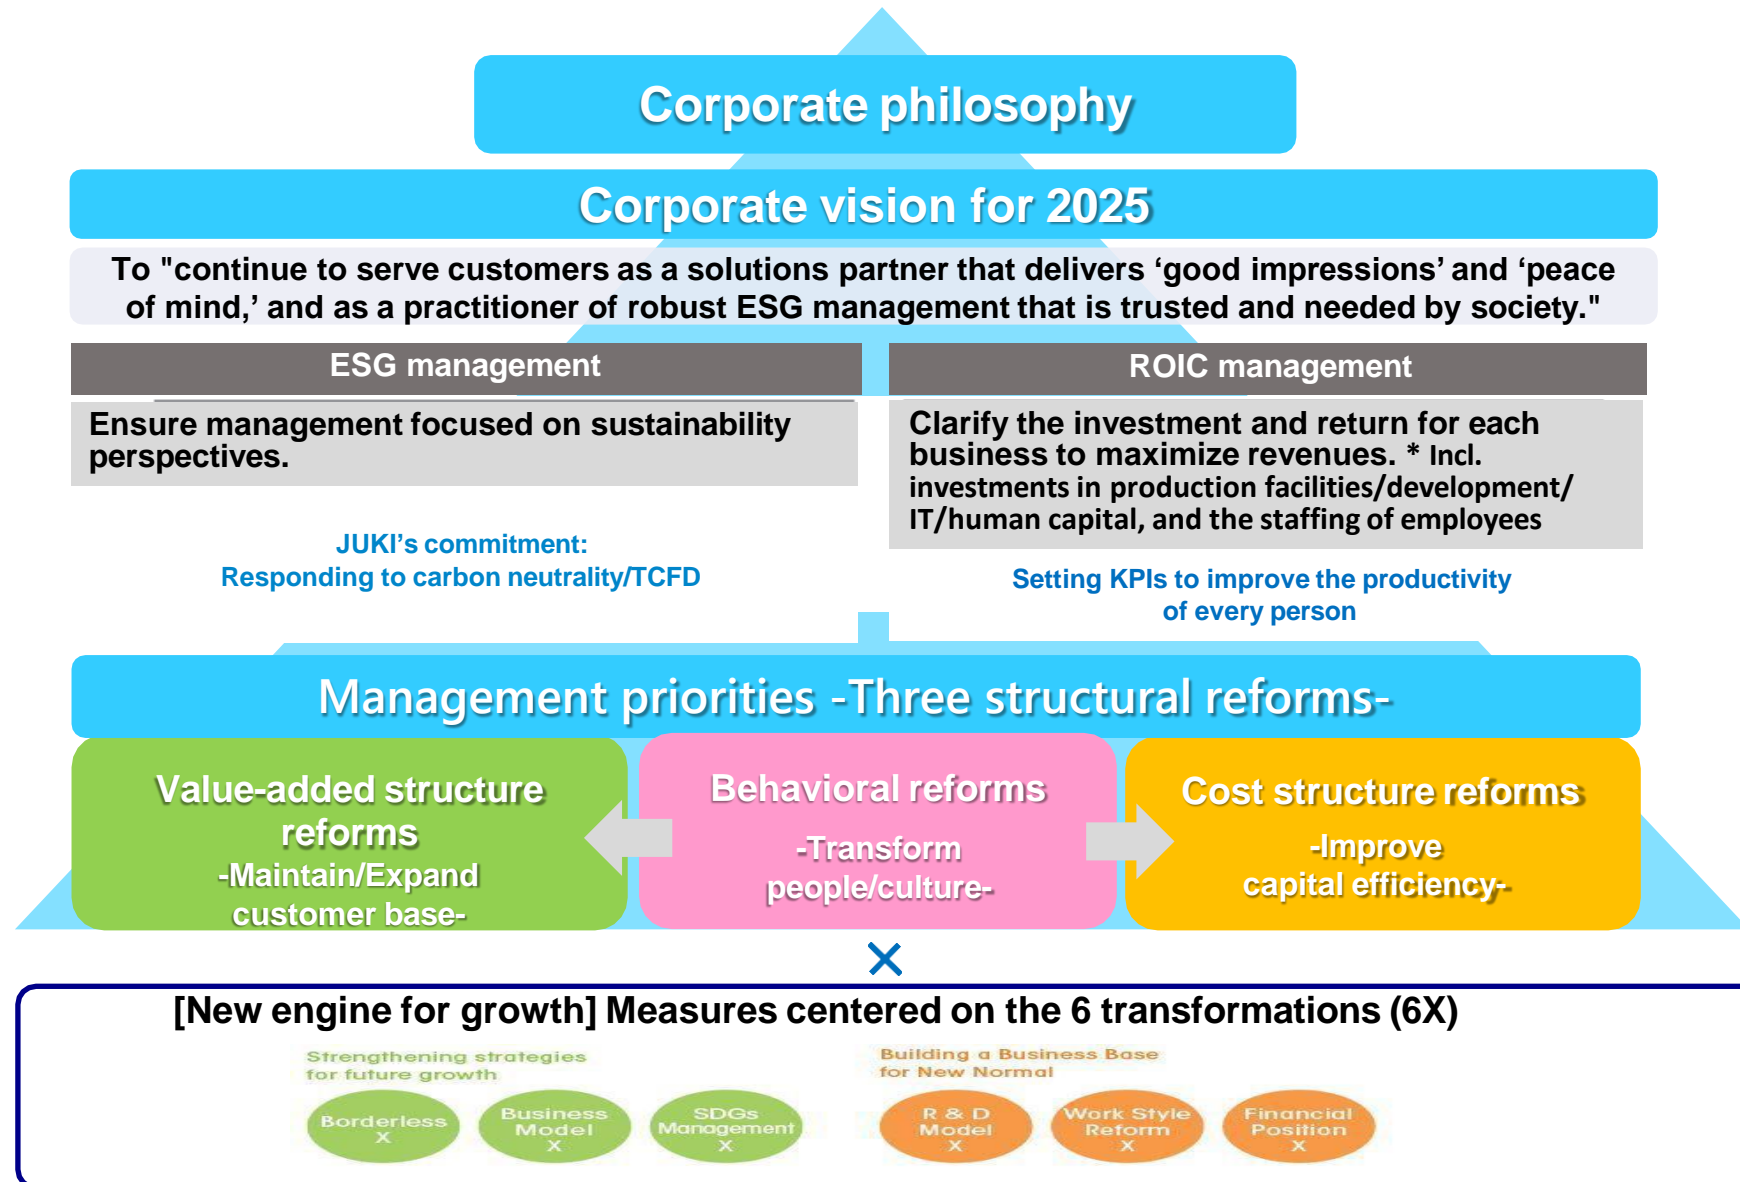 Corporate philosophy
Corporate vision for 2025
To "continue to serve customers as a solutions partner that delivers ‘good impressions’ and ‘peace
of mind,’ and as a practitioner of robust ESG management that is trusted and needed by society."
ESG management
Ensure management focused on sustainability
perspectives.
JUKI’s commitment:
Responding to carbon neutrality/TCFD
ROIC management
Clarify the investment and return for each
business to maximize revenues. * Incl.
investments in production facilities/development/
IT/human capital, and the staffing of employees
Setting KPIs to improve the productivity
of every person
Management priorities -Three structural reforms-
Value-added structure
reforms
-Maintain/Expand
customer base-
Behavioral reforms
-Transform
people/culture-
Cost structure reforms
-Improve
capital efficiency-
×
[New engine for growth] Measures centered on the 6 transformations (6X)
Strengthening strategies
for future growth
Borderless
X
Business
Model
X
SDGs
Management
X
Building a Business Base
for New Normal
R & D
Model
X
Work Style
Reform
X
Financial
Position
X